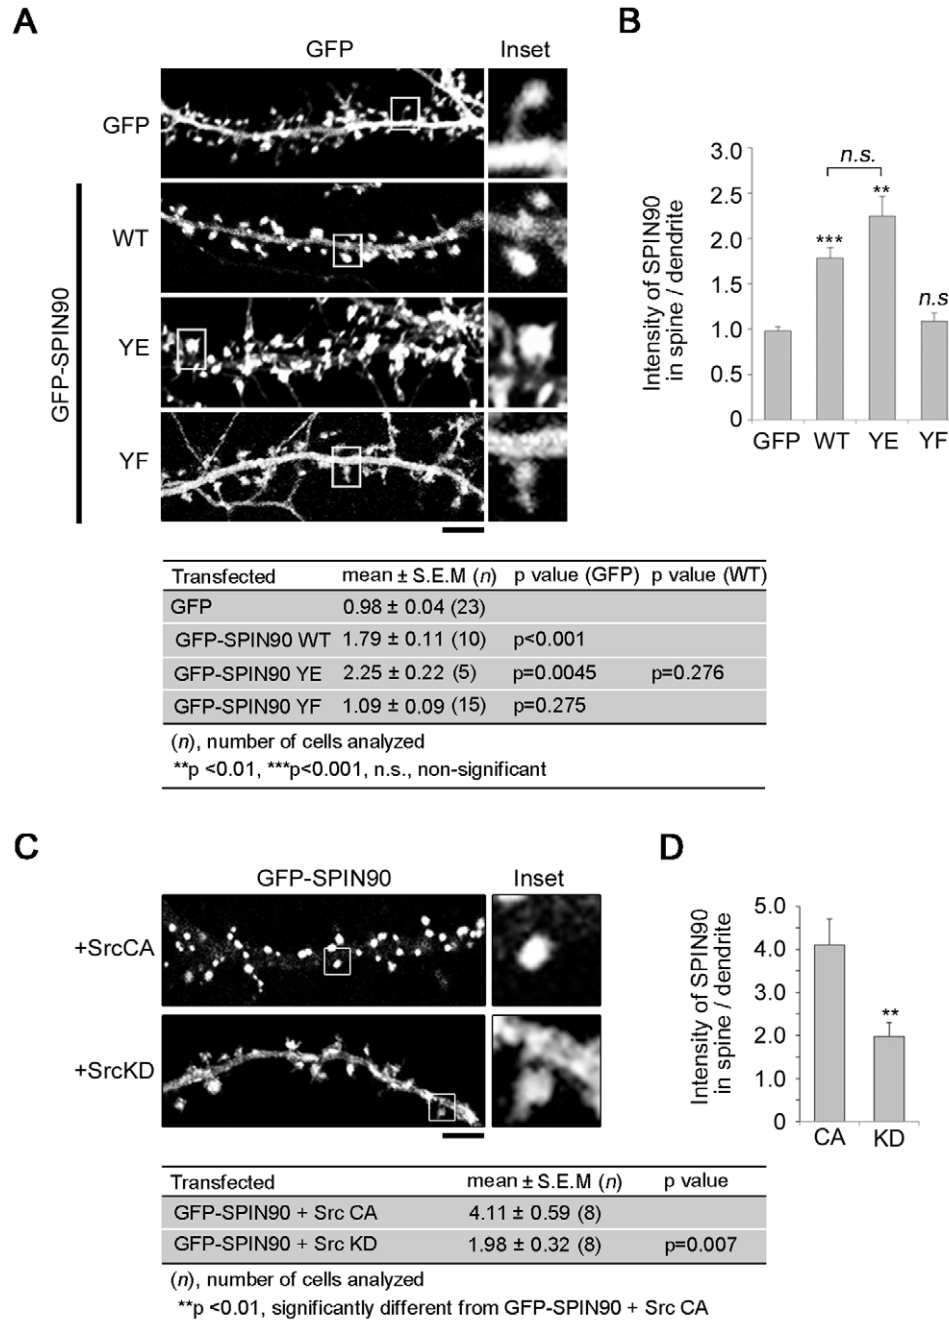 A
GFP
Inset
GFP
WT
YE
YF
GFP-SPIN90
B
Intensity of SPIN90
in spine / dendrite
3.0
2.5
2.0
1.5
1.0
0.5
0
n.s.
***
**
n.s
GFP WT YE YF
Transfected mean ± S.E.M (n) p value (GFP) p value (WT)
GFP 0.98 ± 0.04 (23)
GFP-SPIN90 WT 1.79 ± 0.11 (10) p<0.001
GFP-SPIN90 YE 2.25 ± 0.22 (5) p=0.0045 p=0.276
GFP-SPIN90 YF 1.09 ± 0.09 (15) p=0.275
(n), number of cells analyzed
**p <0.01, ***p<0.001, n.s., non-significant
C
GFP-SPIN90
Inset
+SrcCA
+SrcKD
D
Intensity of SPIN90
in spine / dendrite
5.0
4.0
3.0
2.0
1.0
0
**
CA KD
Transfected mean ± S.E.M (n) p value
GFP-SPIN90 + Src CA 4.11 ± 0.59 (8)
GFP-SPIN90 + Src KD 1.98 ± 0.32 (8) p=0.007
(n), number of cells analyzed
**p <0.01, significantly different from GFP-SPIN90 + Src CA